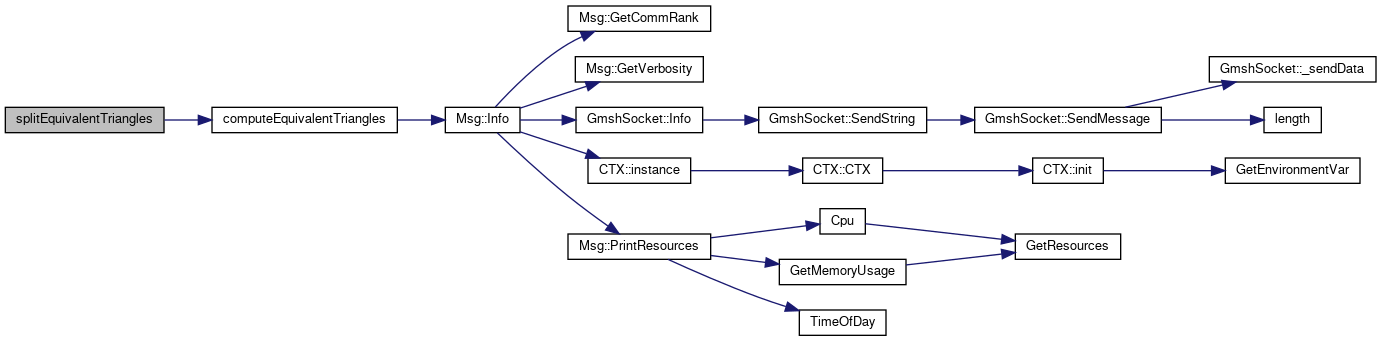 splitEquivalentTriangles
computeEquivalentTriangles
Msg::Info
Msg::GetCommRank
Msg::GetVerbosity
GmshSocket::Info
GmshSocket::SendString
GmshSocket::SendMessage
GmshSocket::_sendData
length
CTX::instance
CTX::CTX
CTX::init
GetEnvironmentVar
Msg::PrintResources
Cpu
GetMemoryUsage
GetResources
TimeOfDay